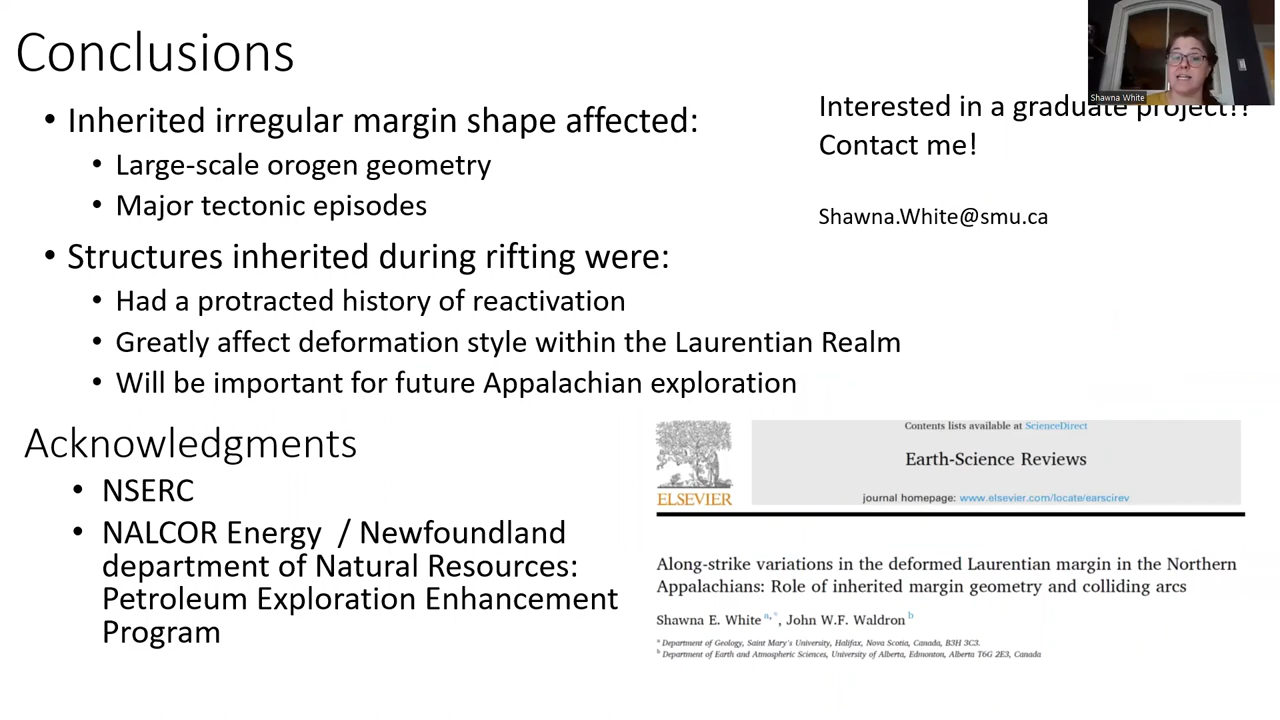 Conclusions
• Inherited irregular margin shape affected:
• Large-scale orogen geometry
• Major tectonic episodes
• Structures inherited during rifting were:
• Had a protracted history of reactivation
• Greatly affect deformation style within the Laurentian Realm
• Will be important for future Appalachian exploration
Shawna White
Interested in a graduate project!?
Contact me!
Shawna.White@smu.ca
Acknowledgments
• NSERC
• NALCOR Energy / Newfoundland
department of Natural Resources:
Petroleum Exploration Enhancement
Program
ELSEVIER
Contents lists available at ScienceDirect
Earth-Science Reviews
journal homepage: www.elsevier.com/locate/earscirev
Along-strike variations in the deformed Laurentian margin in the Northern
Appalachians: Role of inherited margin geometry and colliding arcs
Shawna E. White a,*, John W.F. Waldron b
a Department of Geology, Saint Mary's University, Halifax, Nova Scotia, Canada, B3H 3C3.
b Department of Earth and Atmospheric Sciences, University of Alberta, Edmonton, Alberta T6G 2E3, Canada